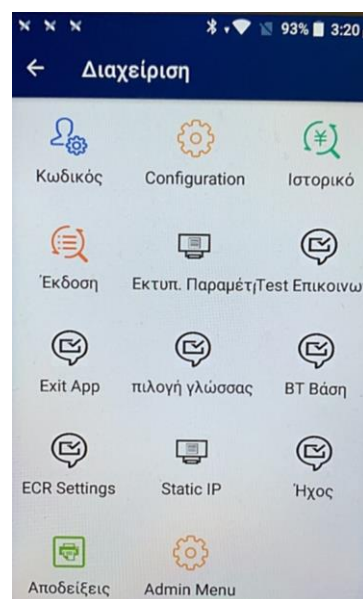 93% 3:20
← Διαχείριση
Κωδικός Configuration Ιστορικό
Έκδοση Εκτυπ. Παραμέτρ Test Επικοινω
Exit App πιλογή γλώσσας BT Βάση
ECR Settings Static IP Ήχος
Αποδείξεις Admin Menu